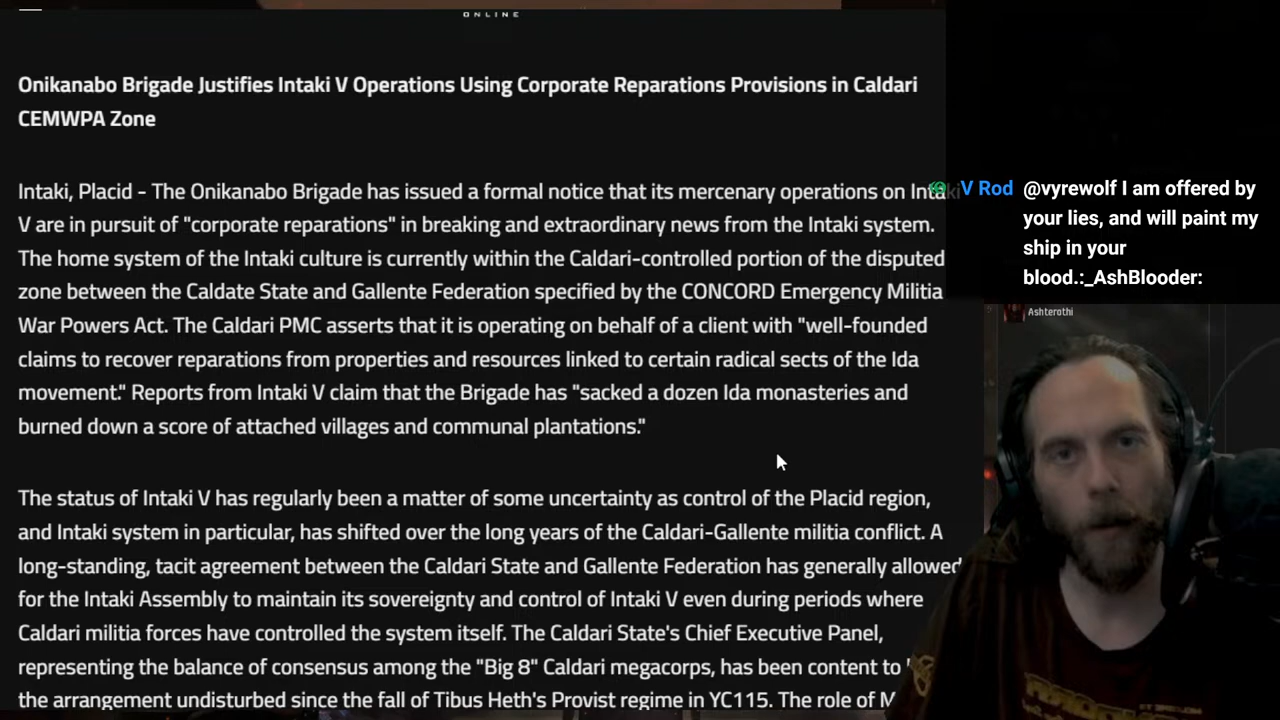 ONLINE
Onikanabo Brigade Justifies Intaki V Operations Using Corporate Reparations Provisions in Caldari
CEMWPA Zone
Intaki, Placid - The Onikanabo Brigade has issued a formal notice that its mercenary operations on Intaki
V are in pursuit of "corporate reparations" in breaking and extraordinary news from the Intaki system.
The home system of the Intaki culture is currently within the Caldari-controlled portion of the disputed
zone between the Caldate State and Gallente Federation specified by the CONCORD Emergency Militia
War Powers Act. The Caldari PMC asserts that it is operating on behalf of a client with "well-founded
claims to recover reparations from properties and resources linked to certain radical sects of the Ida
movement." Reports from Intaki V claim that the Brigade has "sacked a dozen Ida monasteries and
burned down a score of attached villages and communal plantations."
The status of Intaki V has regularly been a matter of some uncertainty as control of the Placid region,
and Intaki system in particular, has shifted over the long years of the Caldari-Gallente militia conflict. A
long-standing, tacit agreement between the Caldari State and Gallente Federation has generally allowed
for the Intaki Assembly to maintain its sovereignty and control of Intaki V even during periods where
Caldari militia forces have controlled the system itself. The Caldari State's Chief Executive Panel,
representing the balance of consensus among the "Big 8" Caldari megacorps, has been content to
the arrangement undisturbed since the fall of Tibus Heth's Provist regime in YC115. The role of
V Rod @vyrewolf I am offered by
your lies, and will paint my
ship in your
blood.:_AshBlooder:
Ashterothi